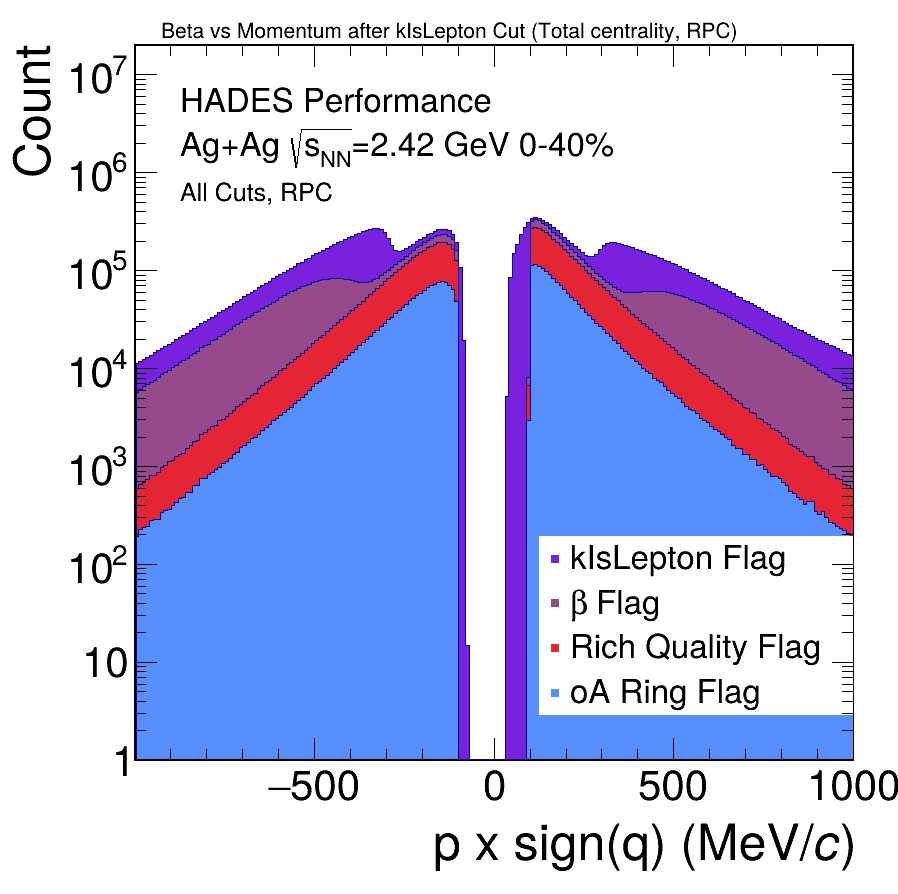 Beta vs Momentum after kIsLepton Cut (Total centrality, RPC)
Count
10⁷
10⁶
10⁵
10⁴
10³
10²
10
1
HADES Performance
Ag+Ag √s_NN=2.42 GeV 0-40%
All Cuts, RPC
kIsLepton Flag
β Flag
Rich Quality Flag
oA Ring Flag
−500 0 500 1000
p x sign(q) (MeV/c)